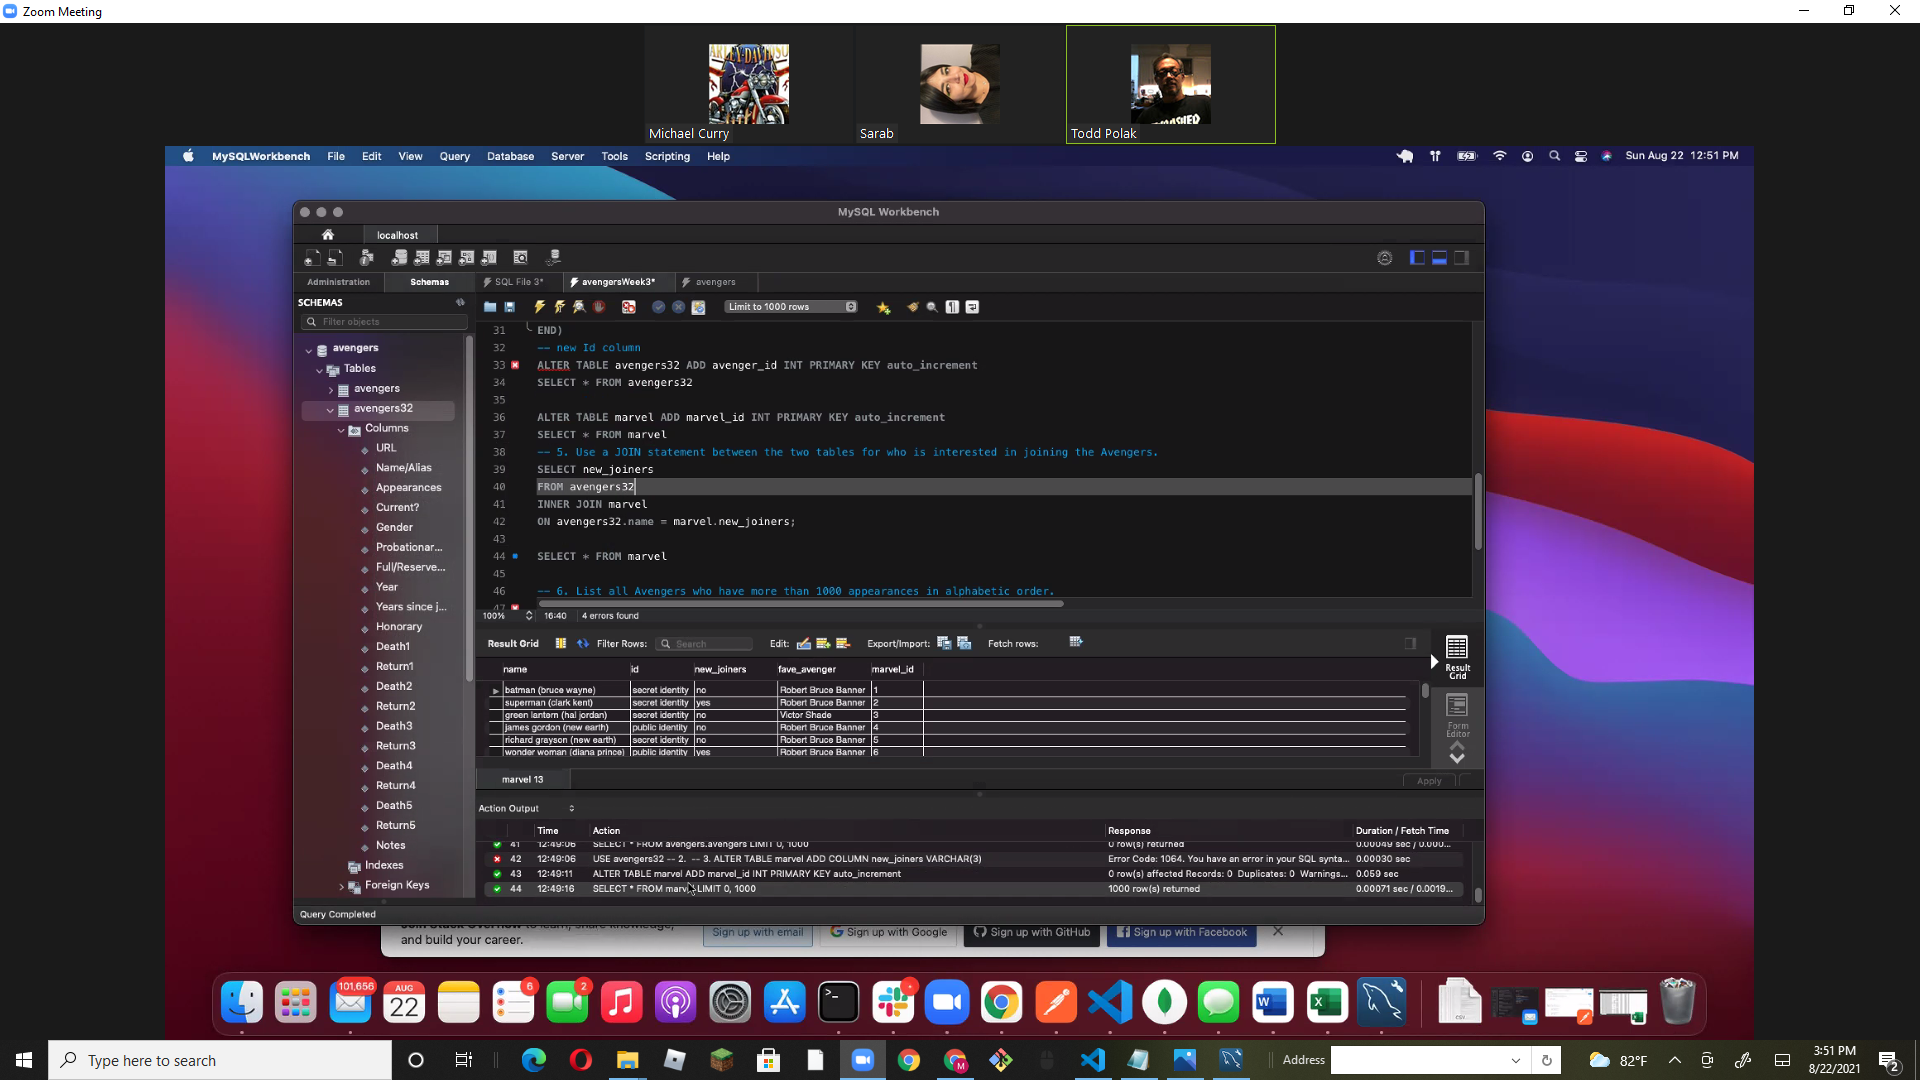 Zoom Meeting
Michael Curry
Sarab
Todd Polak
MySQLWorkbench File Edit View Query Database Server Tools Scripting Help
Sun Aug 22 12:51 PM
MySQL Workbench
localhost
Administration Schemas
SQL File 3* avengersWeek3* avengers
SCHEMAS
Filter objects
Limit to 1000 rows
avengers
Tables
avengers
avengers32
Columns
URL
Name/Alias
Appearances
Current?
Gender
Probationar...
Full/Reserve...
Year
Years since j...
Honorary
Death1
Return1
Death2
Return2
Death3
Return3
Death4
Return4
Death5
Return5
Notes
Indexes
Foreign Keys
31 END)
32 -- new Id column
33 ALTER TABLE avengers32 ADD avenger_id INT PRIMARY KEY auto_increment
34 SELECT * FROM avengers32
35
36 ALTER TABLE marvel ADD marvel_id INT PRIMARY KEY auto_increment
37 SELECT * FROM marvel
38 -- 5. Use a JOIN statement between the two tables for who is interested in joining the Avengers.
39 SELECT new_joiners
40 FROM avengers32
41 INNER JOIN marvel
42 ON avengers32.name = marvel.new_joiners;
43
44 SELECT * FROM marvel
45
46 -- 6. List all Avengers who have more than 1000 appearances in alphabetic order.
47
100% 16:40 4 errors found
Result Grid Filter Rows: Search Edit: Export/Import: Fetch rows:
name id new_joiners fave_avenger marvel_id
batman (bruce wayne) secret identity no Robert Bruce Banner 1
superman (clark kent) secret identity yes Robert Bruce Banner 2
green lantern (hal jordan) secret identity no Victor Shade 3
james gordon (new earth) public identity no Robert Bruce Banner 4
richard grayson (new earth) secret identity no Robert Bruce Banner 5
wonder woman (diana prince) public identity yes Robert Bruce Banner 6
Result Grid
Form Editor
marvel 13
Apply
Action Output
Time Action Response Duration / Fetch Time
41 12:49:06 SELECT * FROM avengers.avengers LIMIT 0, 1000 0 row(s) returned 0.00049 sec / 0.000...
42 12:49:06 USE avengers32 -- 2. -- 3. ALTER TABLE marvel ADD COLUMN new_joiners VARCHAR(3) Error Code: 1064. You have an error in your SQL synta... 0.00030 sec
43 12:49:11 ALTER TABLE marvel ADD marvel_id INT PRIMARY KEY auto_increment 0 row(s) affected Records: 0 Duplicates: 0 Warnings... 0.059 sec
44 12:49:16 SELECT * FROM marvel LIMIT 0, 1000 1000 row(s) returned 0.00071 sec / 0.0019...
Query Completed
Join Stack Overflow to learn, share knowledge,
and build your career.
Sign up with email
Sign up with Google
Sign up with GitHub
Sign up with Facebook
101,656
AUG
22
6
2
Type here to search
Address
82°F
3:51 PM
8/22/2021
2